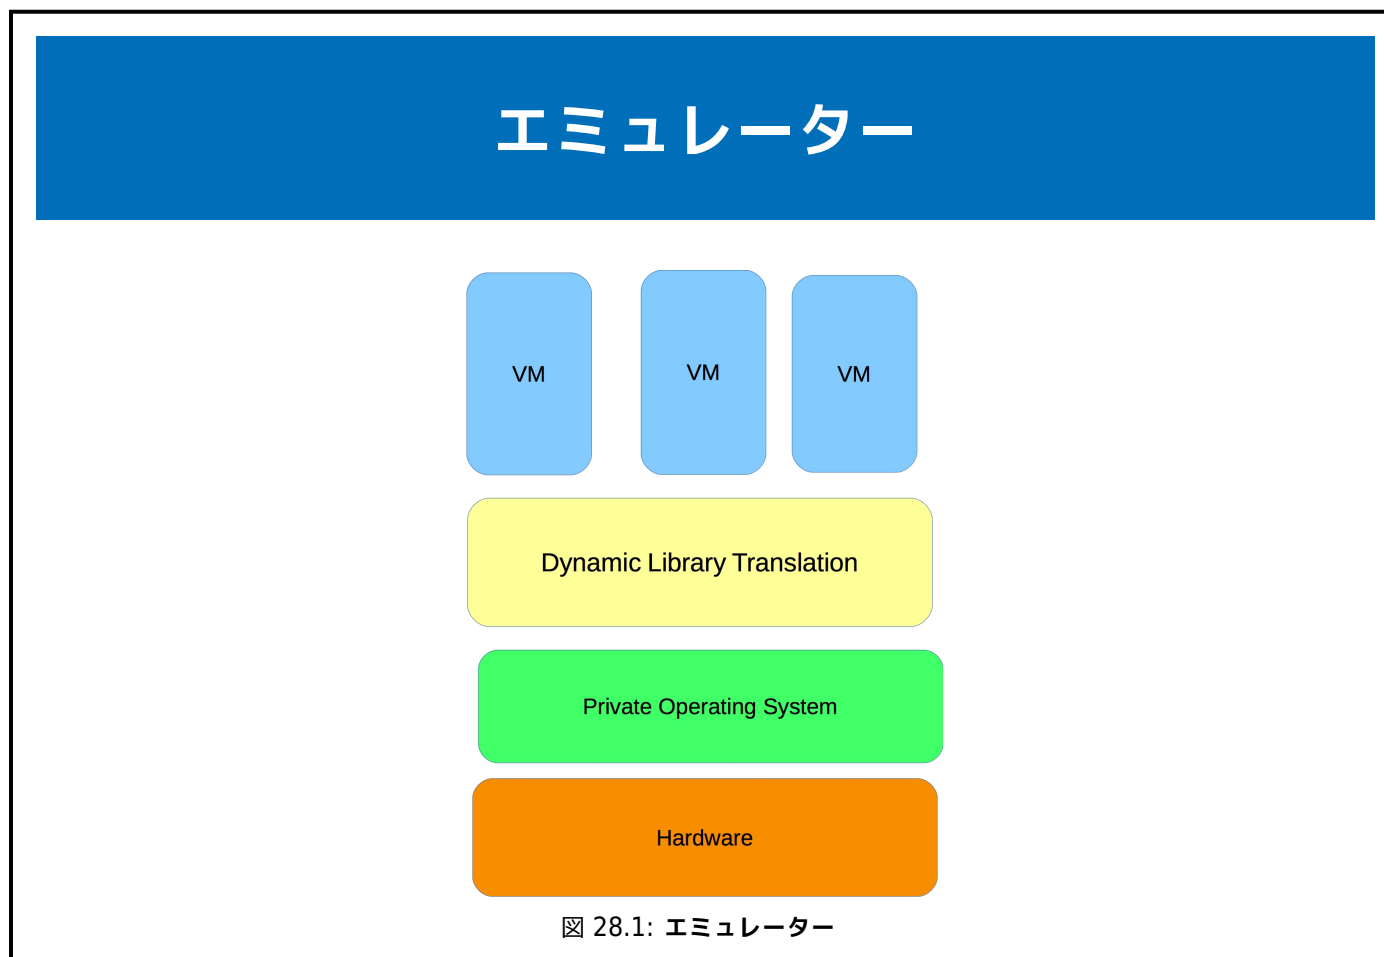 エミュレーター
VM VM VM
Dynamic Library Translation
Private Operating System
Hardware
図 28.1: エミュレーター